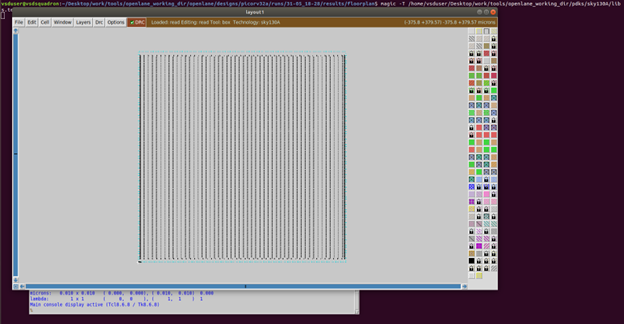 vsduser@vsdsquadron:~/Desktop/work/tools/openlane_working_dir/openlane/designs/picorv32a/runs/31-05_18-28/results/floorplan$ magic -T /home/vsduser/Desktop/work/tools/openlane_working_dir/pdks/sky130A/lib
layout1
File Edit Cell Window Layers Drc Options DRC Loaded: read Editing: read Tool: box Technology: sky130A (-375.8 +379.57) -375.8 +379.57 microns
microns: 0.010 x 0.010 ( 0.000, 0.000), ( 0.010, 0.010) 0.000
lambda: 1 x 1 ( 0, 0 ), ( 1, 1 ) 1
Main console display active (Tcl8.6.8 / Tk8.6.8)
%